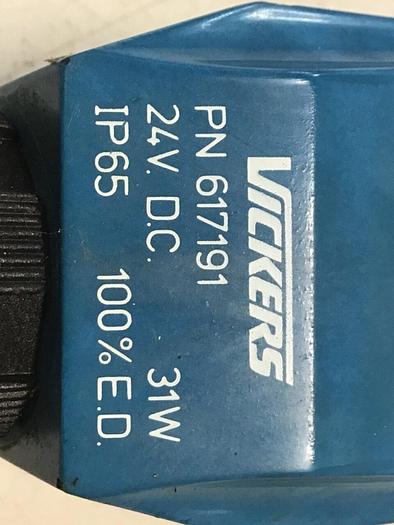 VICKERS
PN 617191
24V. D.C. 31W
IP65 100% E.D.